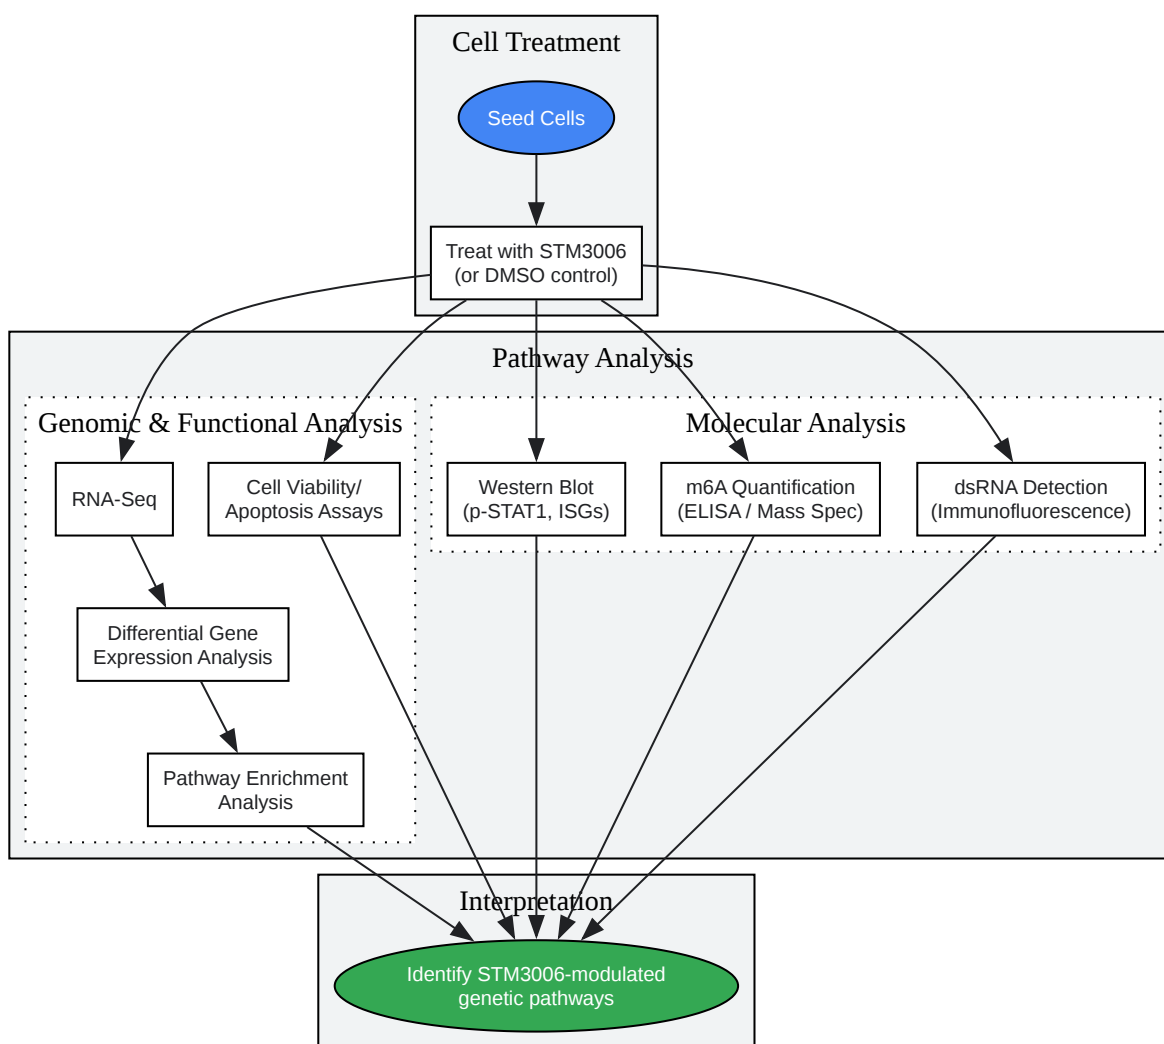 Cell Treatment
Seed Cells
Treat with STM3006
(or DMSO control)
Pathway Analysis
Genomic & Functional Analysis
Molecular Analysis
RNA-Seq
Cell Viability/
Apoptosis Assays
Western Blot
(p-STAT1, ISGs)
m6A Quantification
(ELISA / Mass Spec)
dsRNA Detection
(Immunofluorescence)
Differential Gene
Expression Analysis
Pathway Enrichment
Analysis
Interpretation
Identify STM3006-modulated
genetic pathways